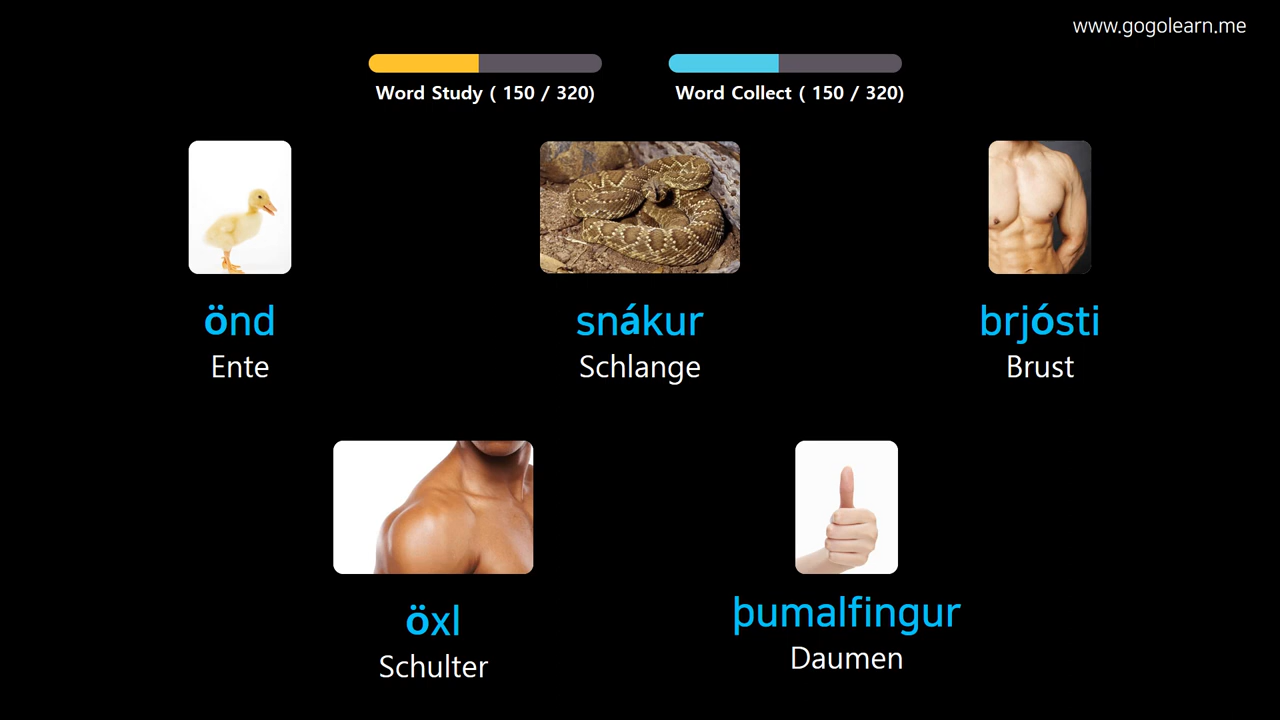 www.gogolearn.me
Word Study ( 150 / 320)
Word Collect ( 150 / 320)
önd
Ente
snákur
Schlange
brjósti
Brust
öxl
Schulter
þumalfingur
Daumen